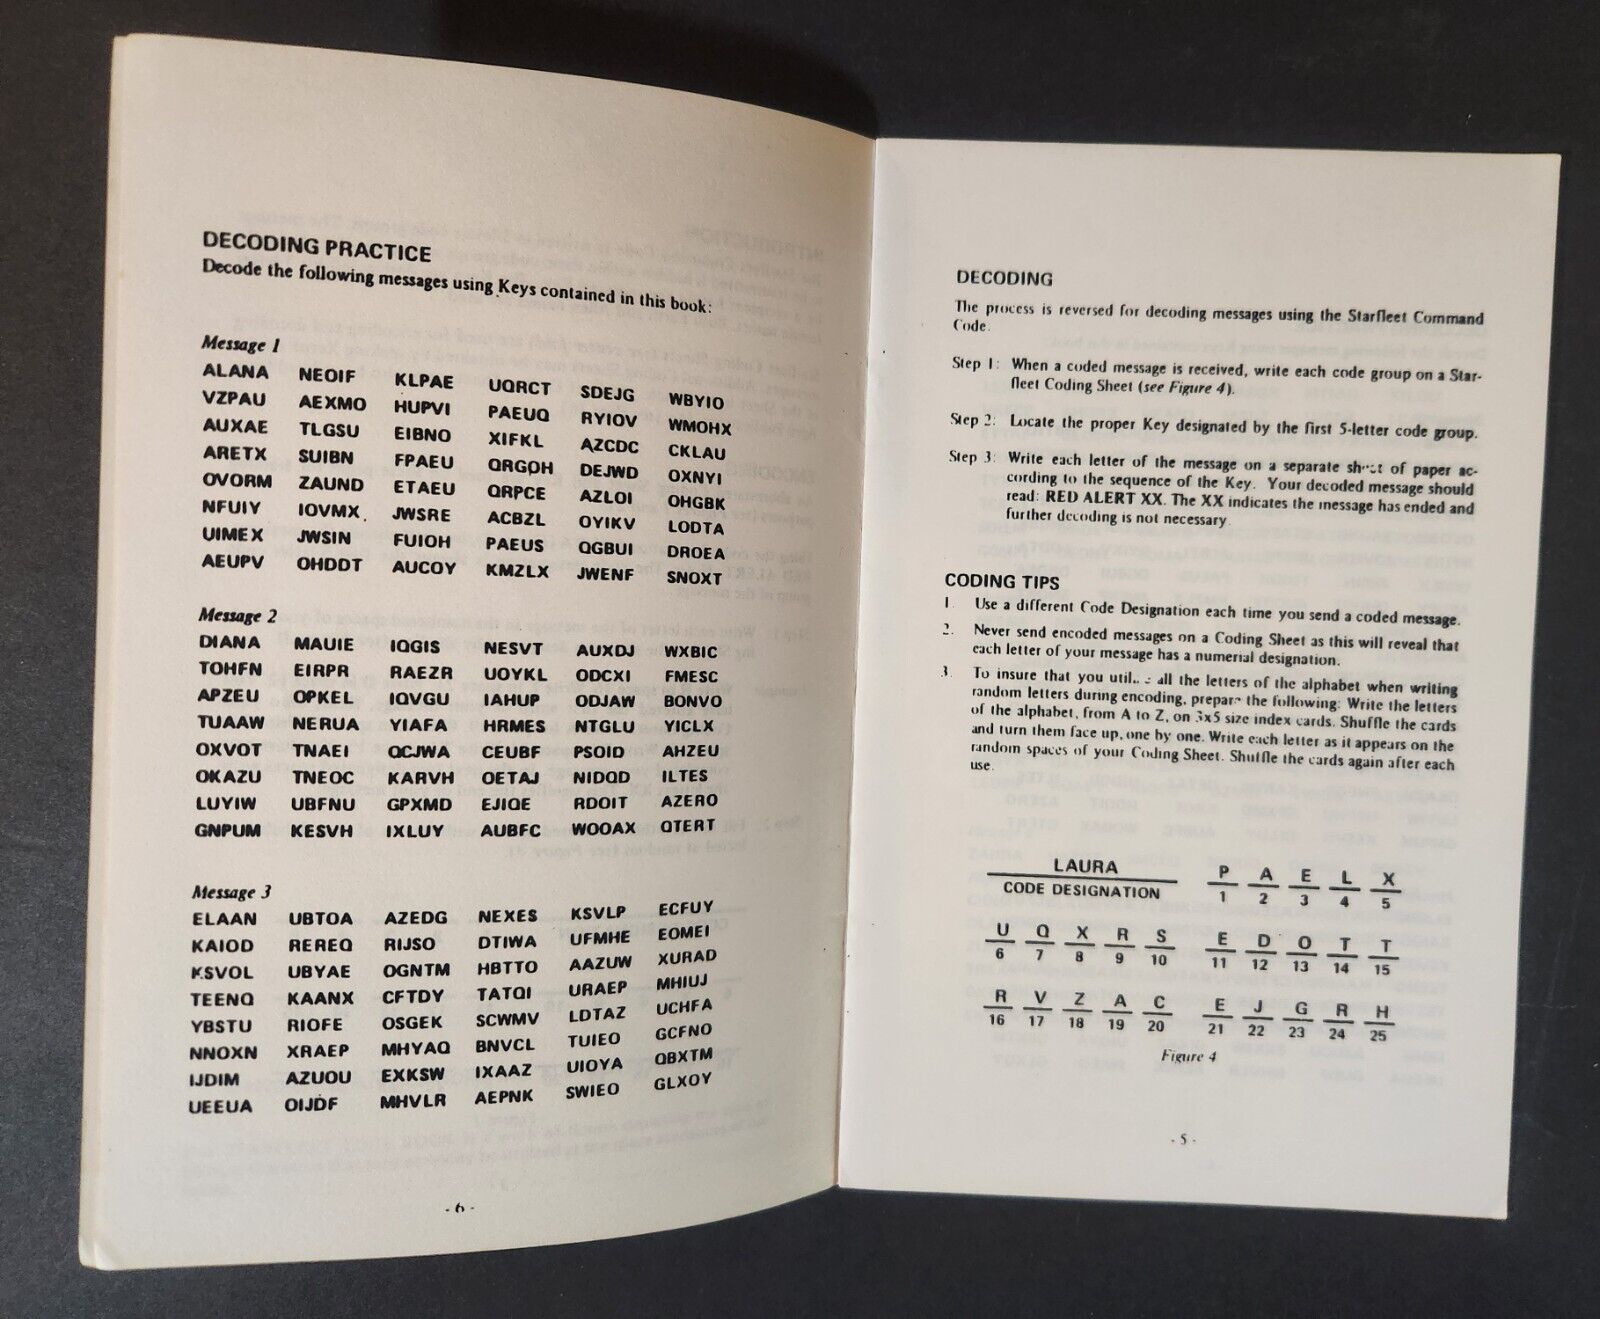 DECODING PRACTICE
Decode the following messages using Keys contained in this book:
Message 1
ALANA NEOIF KLPAE UQRCT SDEJG WBYIO
VZPAU AEXMO HUPVI PAEUQ RYIOV WMOHX
AUXAE TLGSU EIBNO XIFKL AZCDC CKLAU
ARETX SUIBN FPAEU QRGOH DEJWD OXNYI
OVORM ZAUND ETAEU QRPCE AZLOI OHGBK
NFUIY IOVMX JWSRE ACBZL OYIKV LODTA
UIMEX JWSIN FUIOH PAEUS QGBUI DROEA
AEUPV OHDDT AUCOY KMZLX JWENF SNOXT
Message 2
DIANA MAUIE IQGIS NESVT AUXDJ WXBIC
TOHFN EIRPR RAEZR UOYKL ODCXI FMESC
APZEU OPKEL IQVGU IAHUP ODJAW BONVO
TUAAW NERUA YIAFA HRMES NTGLU YICLX
OXVOT TNAEI QCJWA CEUBF PSOID AHZEU
OKAZU TNEOC KARVH OETAJ NIDQD ILTES
LUYIW UBFNU GPXMD EJIQE RDOIT AZERO
GNPUM KESVH IXLUY AUBFC WOOAX QTERT
Message 3
ELAAN UBTOA AZEDG NEXES KSVLP ECFUY
KAIOD REREQ RIJSO DTIWA UFMHE EOMEI
KSVOL UBYAE OGNTM HBTTO AAZUW XURAD
TEENQ KAANX CFTDY TATQI URAEP MHIUJ
YBSTU RIOFE OSGEK SCWMV LDTAZ UCHFA
NNOXN XRAEP MHYAQ BNVCL TUIEO GCFNO
IJDIM AZUOU EXKSW IXAAZ UIOYA QBXTM
UEEUA OIJDF MHVLR AEPNK SWIEO GLXOY
- 6 -
DECODING
The process is reversed for decoding messages using the Starfleet Command
Code.
Step 1: When a coded message is received, write each code group on a Star-
fleet Coding Sheet (see Figure 4).
Step 2: Locate the proper Key designated by the first 5-letter code group.
Step 3: Write each letter of the message on a separate sheet of paper ac-
cording to the sequence of the Key. Your decoded message should
read: RED ALERT XX. The XX indicates the message has ended and
further decoding is not necessary.
CODING TIPS
1. Use a different Code Designation each time you send a coded message.
2. Never send encoded messages on a Coding Sheet as this will reveal that
each letter of your message has a numerial designation.
3. To insure that you all the letters of the alphabet when writing
random letters during encoding, prepare the following: Write the letters
of the alphabet, from A to Z, on 3x5 size index cards. Shuffle the cards
and turn them face up, one by one. Write each letter as it appears on the
random spaces of your Coding Sheet. Shuffle the cards again after each
use.
LAURA P A E L X
CODE DESIGNATION 1 2 3 4 5
U Q X R S E D O T T
6 7 8 9 10 11 12 13 14 15
R V Z A C E J G R H
16 17 18 19 20 21 22 23 24 25
Figure 4
- 5 -